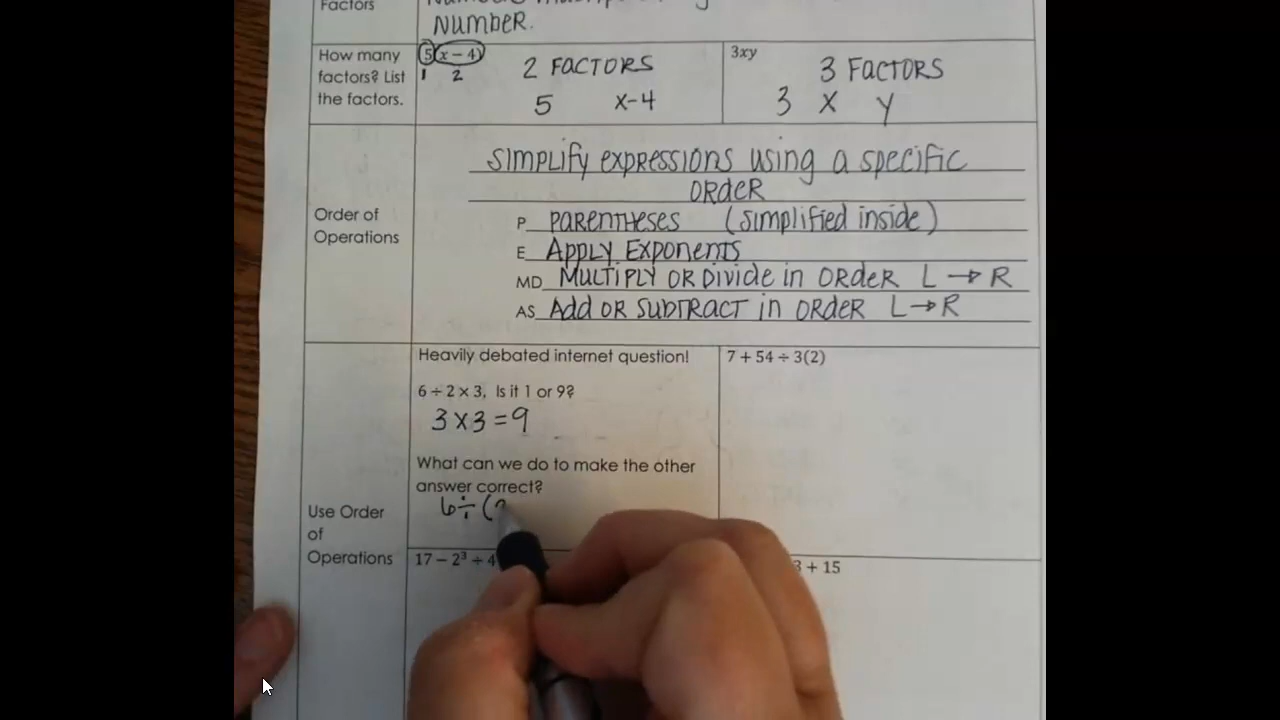 Factors
NUMBER.
How many factors? List the factors.
5(x − 4)
1 2
2 FACTORS
5 X-4
3xy
3 FACTORS
3 X Y
Order of Operations
SIMPLIFY EXPRESSIONS USING A SPECIFIC
ORDER
P PARENTHESES (SIMPLIFIED INSIDE)
E APPLY EXPONENTS
MD MULTIPLY OR DIVIDE IN ORDER L → R
AS ADD OR SUBTRACT IN ORDER L → R
Use Order of Operations
Heavily debated internet question!
6 ÷ 2 × 3, Is it 1 or 9?
3 X 3 = 9
What can we do to make the other
answer correct?
6 ÷ (
7 + 54 ÷ 3(2)
17 − 2³ ÷ 4
3 + 15